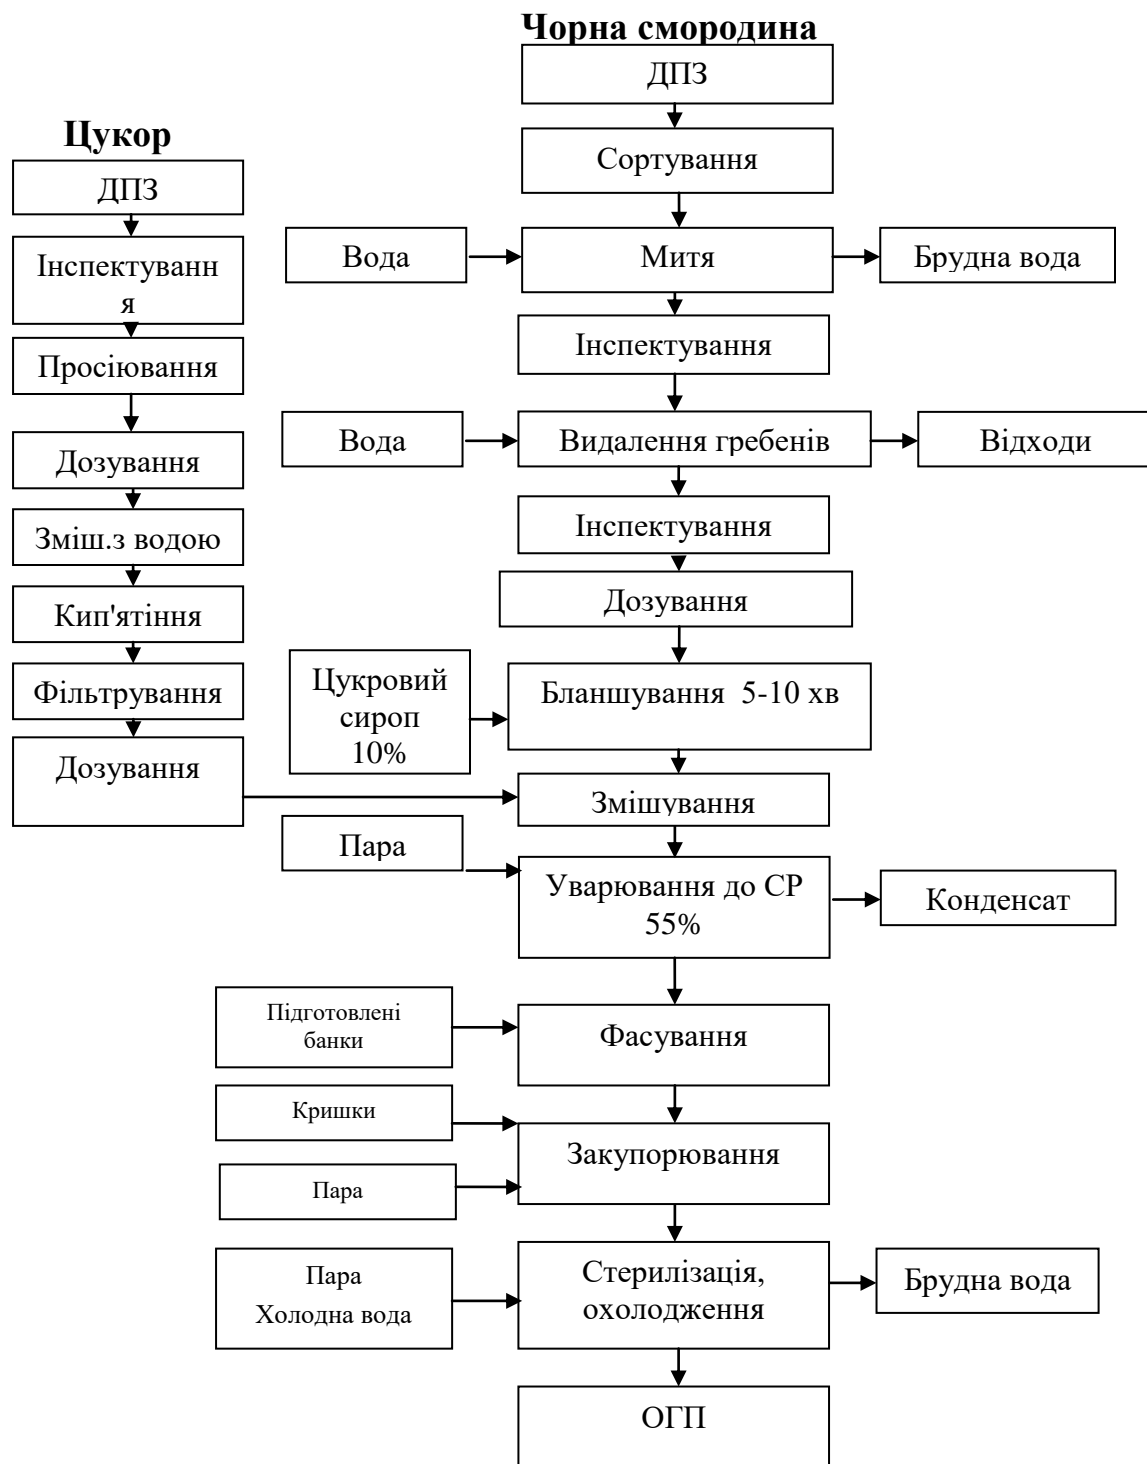 Чорна смородина
ДПЗ
Сортування
Цукор
ДПЗ
Інспектуванн
я
Вода
Митя
Брудна вода
Просіювання
Інспектування
Дозування
Вода
Видалення гребенів
Відходи
Зміш.з водою
Інспектування
Кип'ятіння
Дозування
Фільтрування
Цукровий
сироп
10%
Бланшування 5-10 хв
Дозування
Змішування
Пара
Уварювання до СР
55%
Конденсат
Підготовлені
банки
Фасування
Кришки
Закупорювання
Пара
Пара
Холодна вода
Стерилізація,
охолодження
Брудна вода
ОГП